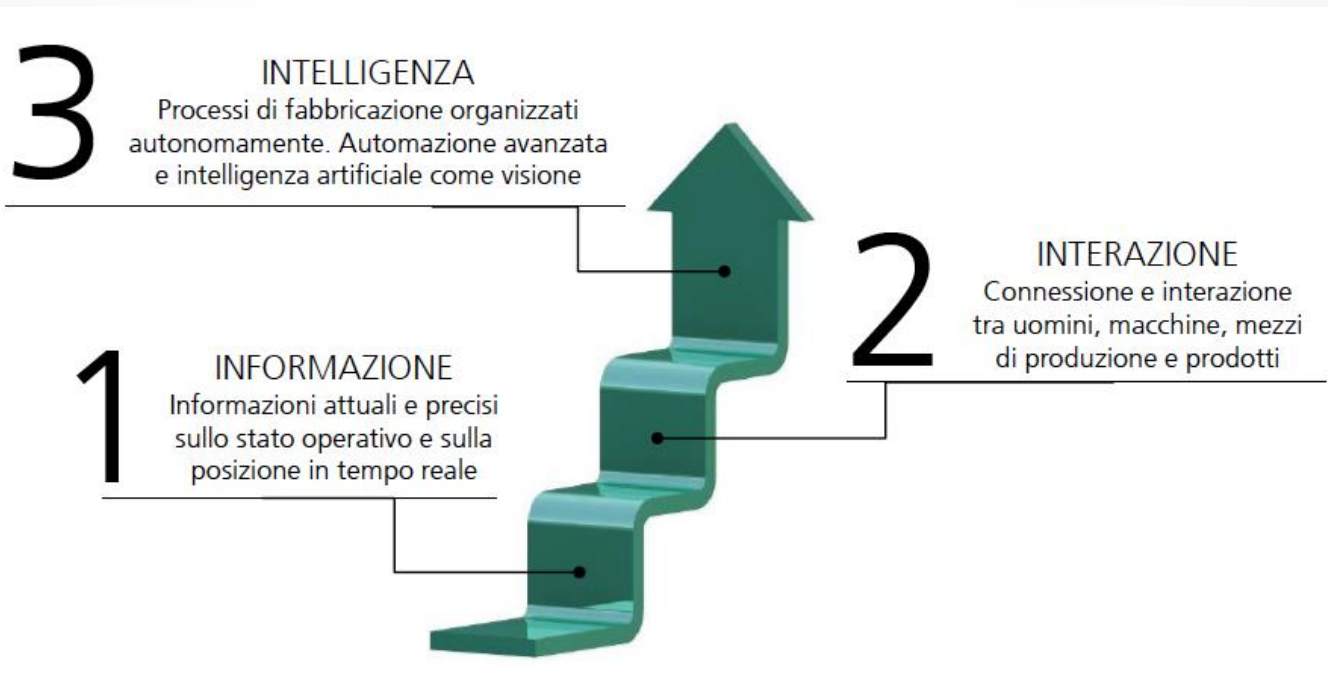 3
INTELLIGENZA
Processi di fabbricazione organizzati
autonomamente. Automazione avanzata
e intelligenza artificiale come visione
2
INTERAZIONE
Connessione e interazione
tra uomini, macchine, mezzi
di produzione e prodotti
1
INFORMAZIONE
Informazioni attuali e precisi
sullo stato operativo e sulla
posizione in tempo reale